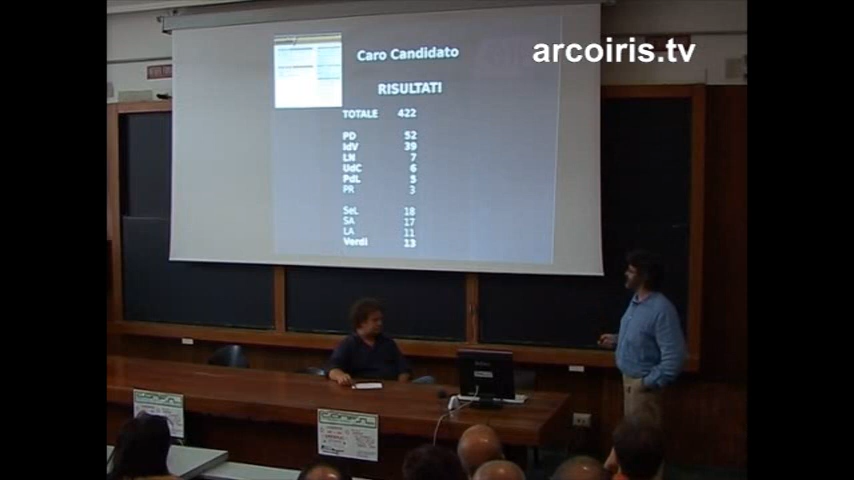 arcoiris.tv
Caro Candidato
RISULTATI
TOTALE 422
PD 52
IdV 39
LN 7
UdC 6
PdL 5
PR 3
SeL 18
SA 17
LA 11
Verdi 13